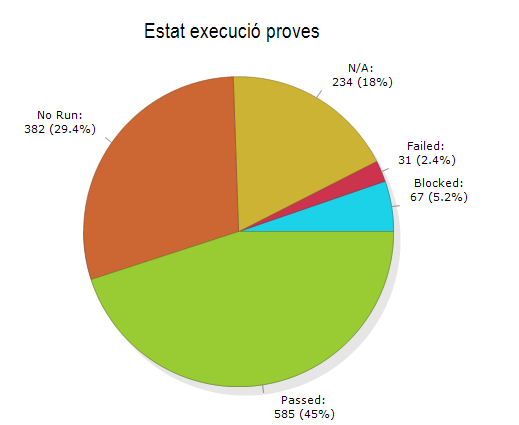 Estat execució proves
N/A:
234 (18%)
No Run:
382 (29.4%)
Failed:
31 (2.4%)
Blocked:
67 (5.2%)
Passed:
585 (45%)